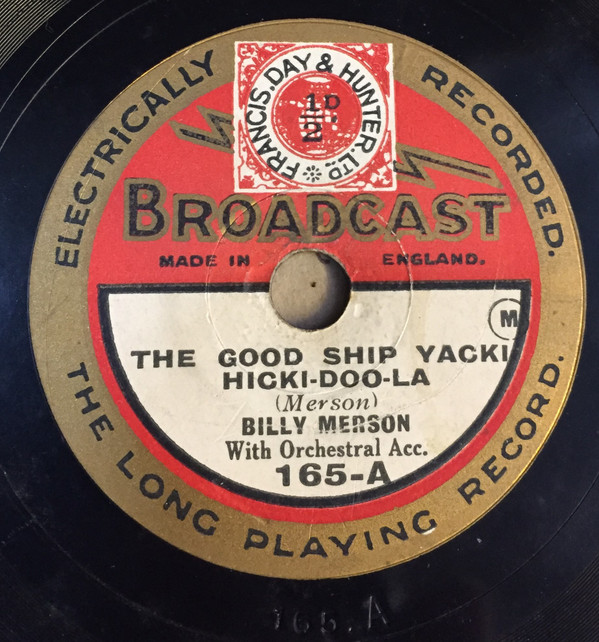 ELECTRICALLY RECORDED.
FRANCIS, DAY & HUNTER LTD.
1D
2
BROADCAST
MADE IN ENGLAND.
M
THE GOOD SHIP YACKI
HICKI-DOO-LA
(Merson)
BILLY MERSON
With Orchestral Acc.
165-A
THE LONG PLAYING RECORD.
165.A